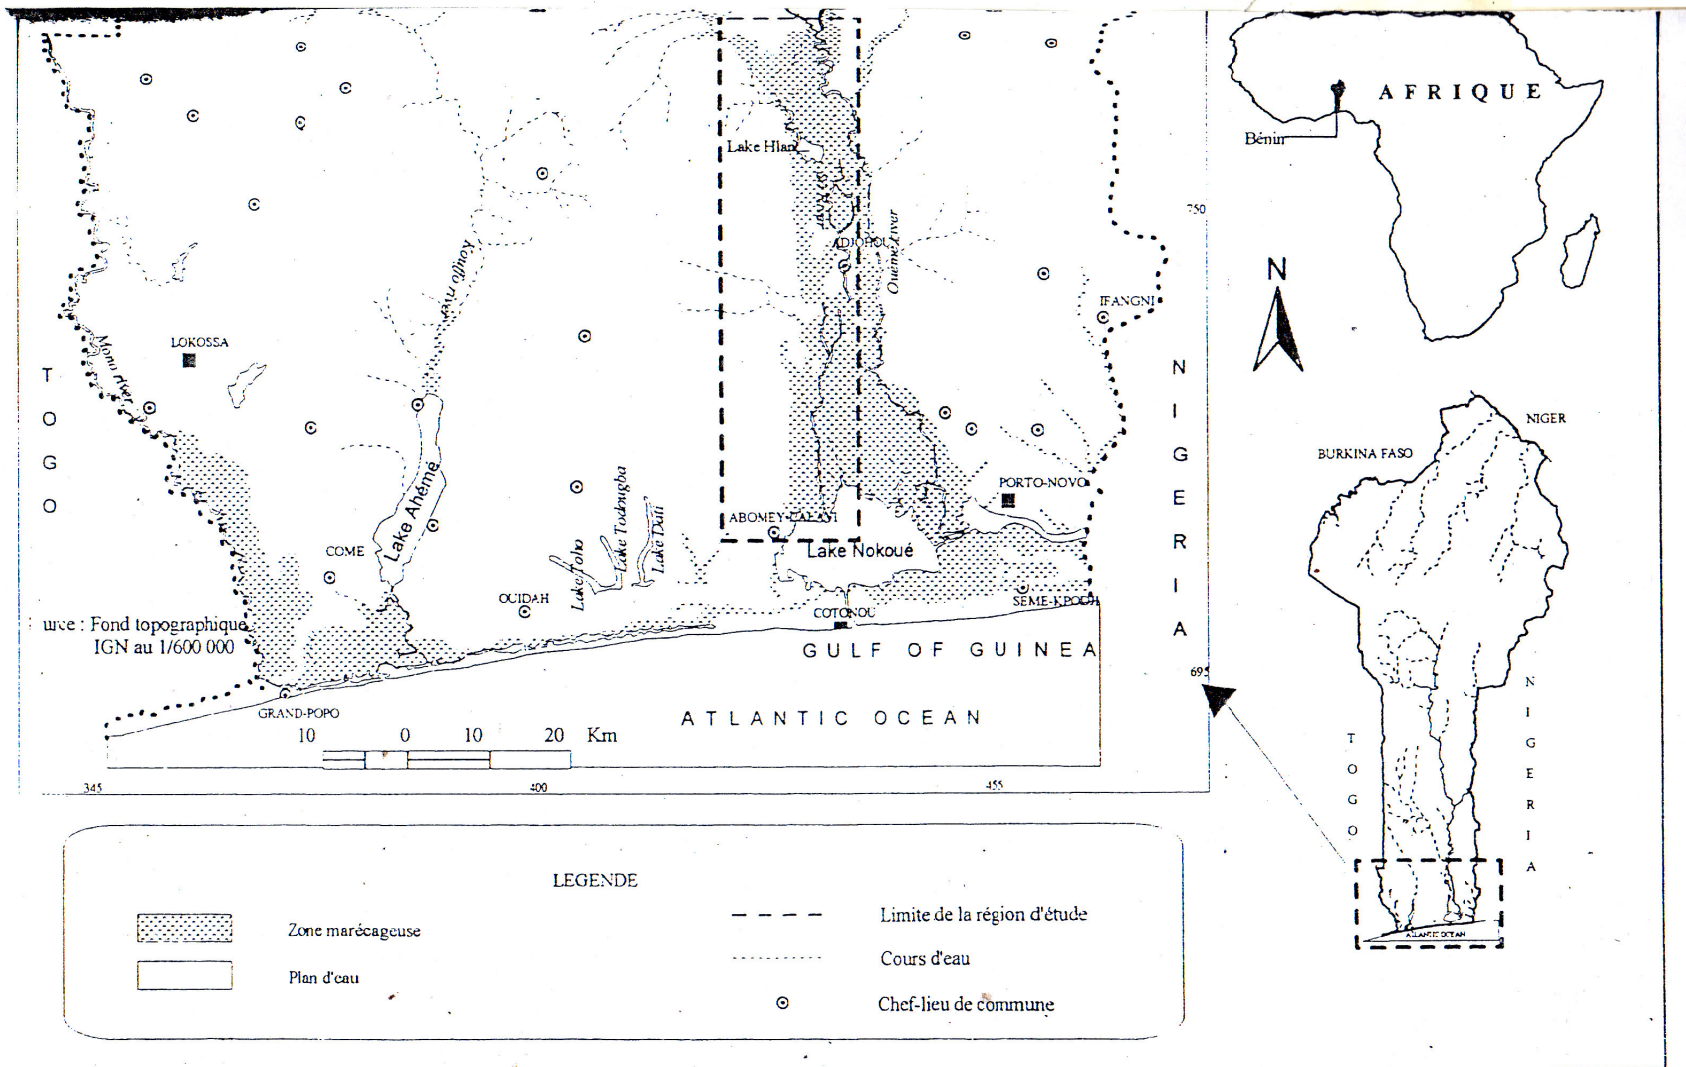 AFRIQUE
Bénin
Lake Hlan
750
ADJOHOU
Ouémé river
Kouffo river
N
IFANGNI
LOKOSSA
Mono river
TOGO
NIGERIA
NIGER
BURKINA FASO
PORTO-NOVO
ABOMEY-CALAVI
Lake Ahémé
Lake Todougba
Lake Dati
Lake Toho
Lake Nokoué
COME
OUIDAH
COTONOU
SEME-KPODJI
urce : Fond topographique
IGN au 1/600 000
GULF OF GUINEA
695
GRAND-POPO
ATLANTIC OCEAN
10 0 10 20 Km
345 400 455
NIGERIA
TOGO
ATLANTIC OCEAN
LEGENDE
Zone marécageuse
Plan d'eau
Limite de la région d'étude
Cours d'eau
Chef-lieu de commune